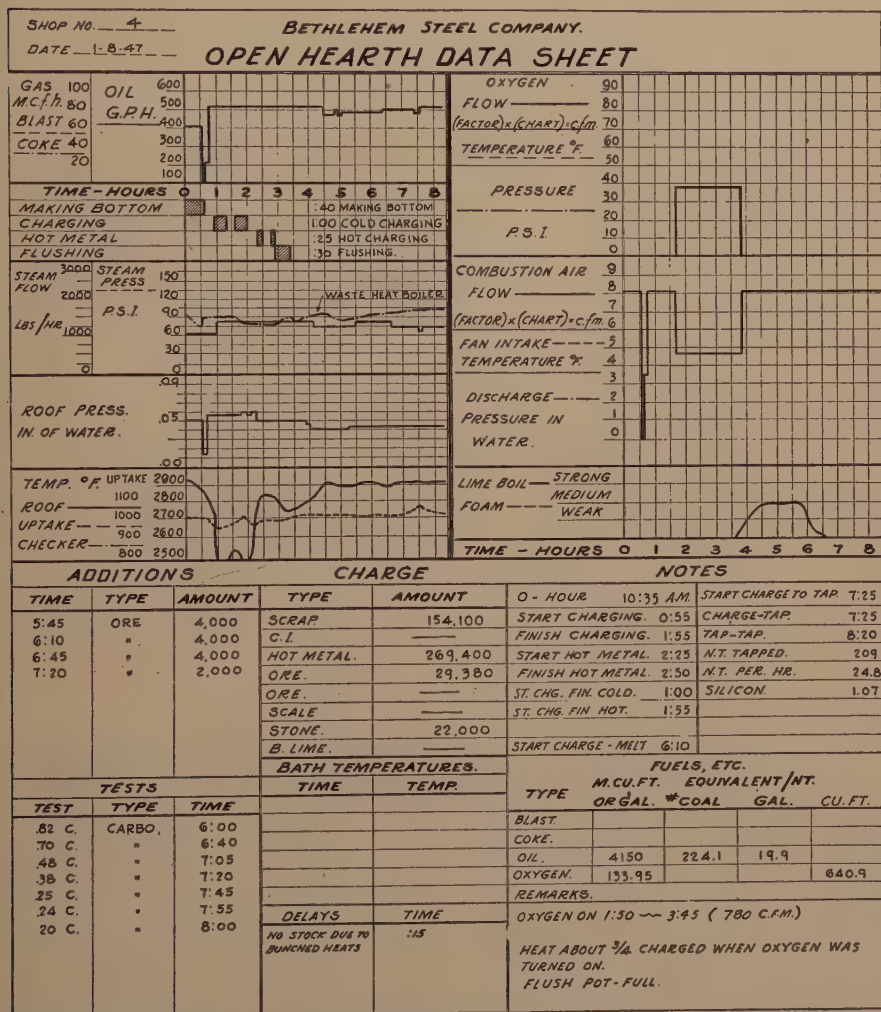 SHOP NO. 4
DATE 1-8-47
BETHLEHEM STEEL COMPANY.
OPEN HEARTH DATA SHEET
GAS 100
M.C.f.h. 80
BLAST 60
COKE 40
20
OIL 600
G.P.H. 500
400
300
200
100
TIME-HOURS 0 1 2 3 4 5 6 7 8
MAKING BOTTOM :40 MAKING BOTTOM
CHARGING 1:00 COLD CHARGING
HOT METAL :25 HOT CHARGING
FLUSHING :30 FLUSHING.
STEAM FLOW 3000
2000
LBS/HR 1000
0
STEAM PRESS 150
120
P.S.I. 90
60
30
0
WASTE HEAT BOILER
ROOF PRESS.
IN. OF WATER.
.09
.05
.00
TEMP. °F. UPTAKE 2900
1100 2800
ROOF 1000 2700
UPTAKE 900 2600
CHECKER 800 2500
OXYGEN 90
FLOW 80
(FACTOR)x(CHART)=c.f.m. 70
60
TEMPERATURE °F. 50
PRESSURE 40
30
20
P.S.I. 10
0
COMBUSTION AIR 9
FLOW 8
7
(FACTOR)x(CHART)=c.f.m. 6
FAN INTAKE 5
TEMPERATURE °F. 4
3
DISCHARGE 2
PRESSURE IN 1
WATER. 0
LIME BOIL STRONG
MEDIUM
FOAM WEAK
TIME - HOURS 0 1 2 3 4 5 6 7 8
ADDITIONS
TIME TYPE AMOUNT
5:45 ORE 4,000
6:10 " 4,000
6:45 " 4,000
7:20 " 2,000
CHARGE
TYPE AMOUNT
SCRAP. 154,100
C.I. —
HOT METAL. 269,400
ORE. 29,380
ORE. —
SCALE —
STONE. 22,000
B. LIME. —
NOTES
0 - HOUR 10:35 A.M.
START CHARGING. 0:55
FINISH CHARGING. 1:55
START HOT METAL. 2:25
FINISH HOT METAL. 2:50
ST. CHG. FIN. COLD. 1:00
ST. CHG. FIN HOT. 1:55
START CHARGE - MELT 6:10
START CHARGE TO TAP. 7:25
CHARGE-TAP. 7:25
TAP-TAP. 8:20
N.T. TAPPED. 209
N.T. PER. HR. 24.8
SILICON. 1.07
TESTS
TEST TYPE TIME
.82 C. CARBO. 6:00
.70 C. " 6:40
.48 C. " 7:05
.38 C. " 7:20
.25 C. " 7:45
.24 C. " 7:55
20 C. " 8:00
BATH TEMPERATURES.
TIME TEMP.
DELAYS TIME
NO STOCK DUE TO :15
BUNCHED HEATS
FUELS, ETC.
TYPE M.CU.FT. OR GAL. EQUIVALENT/NT. #COAL GAL. CU.FT.
BLAST.
COKE.
OIL. 4150 224.1 19.9
OXYGEN. 133.95 640.9
REMARKS.
OXYGEN ON 1:50 ~ 3:45 (780 C.F.M.)
HEAT ABOUT 3/4 CHARGED WHEN OXYGEN WAS
TURNED ON.
FLUSH POT-FULL.